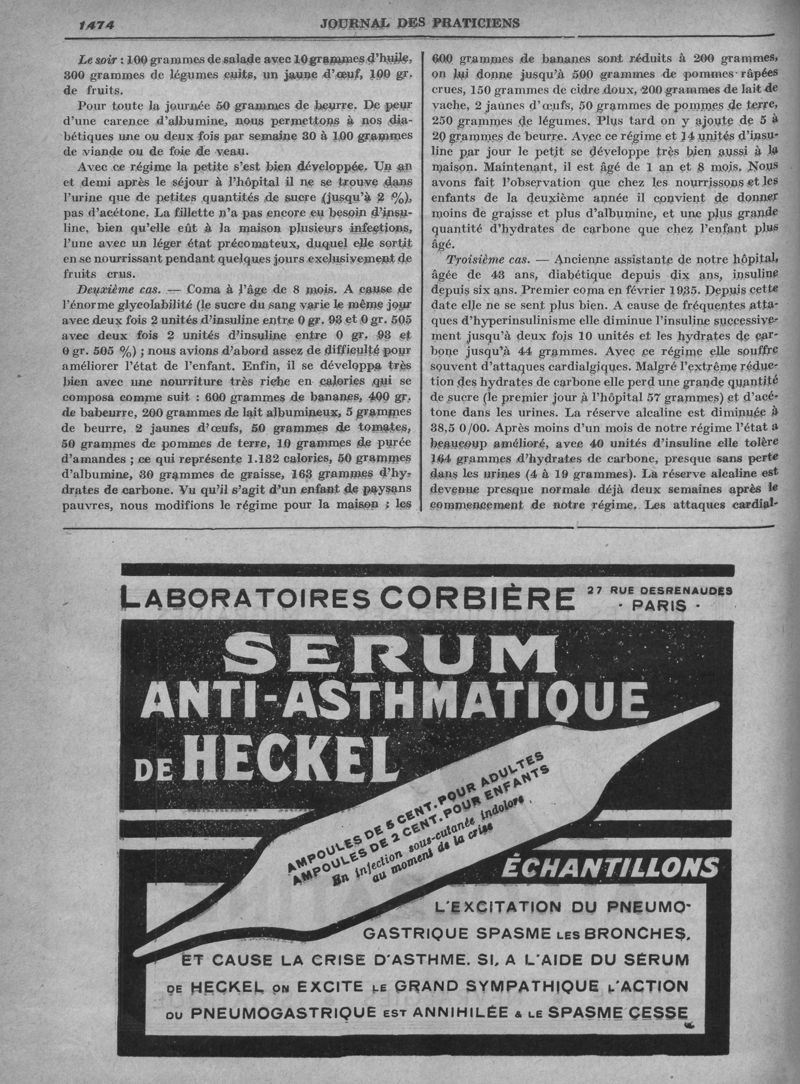 1474
JOURNAL DES PRATICIENS
Le soir : 100 grammes de salade avec 10 grammes d'huile,
300 grammes de légumes cuits, un jaune d'œuf, 100 gr.
de fruits.
Pour toute la journée 50 grammes de beurre. De peur
d'une carence d'albumine, nous permettons à nos dia-
bétiques une ou deux fois par semaine 30 à 100 grammes
de viande ou de foie de veau.
Avec ce régime la petite s'est bien développée. Un an
et demi après le séjour à l'hôpital il ne se trouve dans
l'urine que de petites quantités de sucre (jusqu'à 2 %),
pas d'acétone. La fillette n'a pas encore eu besoin d'insu-
line, bien qu'elle eût à la maison plusieurs infections,
l'une avec un léger état précomateux, duquel elle sortit
en se nourrissant pendant quelques jours exclusivement de
fruits crus.
Deuxième cas. — Coma à l'âge de 8 mois. A cause de
l'énorme glycolabilité (le sucre du sang varie le même jour
avec deux fois 2 unités d'insuline entre 0 gr. 93 et 0 gr. 505
avec deux fois 2 unités d'insuline entre 0 gr. 93 et
0 gr. 505 %) ; nous avions d'abord assez de difficulté pour
améliorer l'état de l'enfant. Enfin, il se développa très
bien avec une nourriture très riche en calories qui se
composa comme suit : 600 grammes de bananes, 400 gr.
de babeurre, 200 grammes de lait albumineux, 5 grammes
de beurre, 2 jaunes d'œufs, 50 grammes de tomates,
50 grammes de pommes de terre, 10 grammes de purée
d'amandes ; ce qui représente 1.132 calories, 50 grammes
d'albumine, 30 grammes de graisse, 163 grammes d'hy-
drates de carbone. Vu qu'il s'agit d'un enfant de paysans
pauvres, nous modifions le régime pour la maison : les
600 grammes de bananes sont réduits à 200 grammes,
on lui donne jusqu'à 500 grammes de pommes râpées
crues, 150 grammes de cidre doux, 200 grammes de lait de
vache, 2 jaunes d'œufs, 50 grammes de pommes de terre,
250 grammes de légumes. Plus tard on y ajoute de 5 à
20 grammes de beurre. Avec ce régime et 14 unités d'insu-
line par jour le petit se développe très bien aussi à la
maison. Maintenant, il est âgé de 1 an et 8 mois. Nous
avons fait l'observation que chez les nourrissons et les
enfants de la deuxième année il convient de donner
moins de graisse et plus d'albumine, et une plus grande
quantité d'hydrates de carbone que chez l'enfant plus
âgé.
Troisième cas. — Ancienne assistante de notre hôpital,
âgée de 43 ans, diabétique depuis dix ans, insuline
depuis six ans. Premier coma en février 1935. Depuis cette
date elle ne se sent plus bien. A cause de fréquentes atta-
ques d'hyperinsulinisme elle diminue l'insuline successive-
ment jusqu'à deux fois 10 unités et les hydrates de car-
bone jusqu'à 44 grammes. Avec ce régime elle souffre
souvent d'attaques cardialgiques. Malgré l'extrême réduc-
tion des hydrates de carbone elle perd une grande quantité
de sucre (le premier jour à l'hôpital 57 grammes) et d'acé-
tone dans les urines. La réserve alcaline est diminuée à
38,5 0/00. Après moins d'un mois de notre régime l'état a
beaucoup amélioré, avec 40 unités d'insuline elle tolère
164 grammes d'hydrates de carbone, presque sans perte
dans les urines (4 à 19 grammes). La réserve alcaline est
devenue presque normale déjà deux semaines après le
commencement de notre régime. Les attaques cardial-
LABORATOIRES CORBIÈRE
27 RUE DESRENAUDES
- PARIS -
SERUM
ANTI-ASTHMATIQUE
DE HECKEL
AMPOULES DE 5 CENT. POUR ADULTES
AMPOULES DE 2 CENT. POUR ENFANTS
En injection sous-cutanée indolore
au moment de la crise
ÉCHANTILLONS
L'EXCITATION DU PNEUMO-
GASTRIQUE SPASME LES BRONCHES,
ET CAUSE LA CRISE D'ASTHME. SI, A L'AIDE DU SÉRUM
DE HECKEL ON EXCITE LE GRAND SYMPATHIQUE L'ACTION
DU PNEUMOGASTRIQUE EST ANNIHILÉE & LE SPASME CESSE